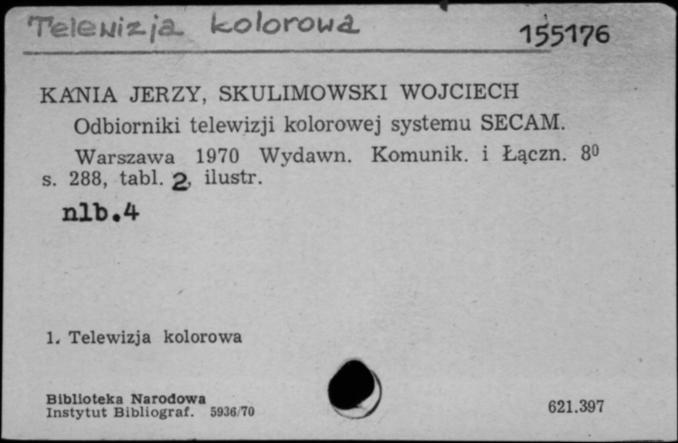 Telewizja kolorowa
155176
KANIA JERZY, SKULIMOWSKI WOJCIECH
Odbiorniki telewizji kolorowej systemu SECAM.
Warszawa 1970 Wydawn. Komunik. i Łączn. 8⁰
s. 288, tabl. 2, ilustr.
nlb.4
1. Telewizja kolorowa
Biblioteka Narodowa
Instytut Bibliograf. 5936/70
621.397